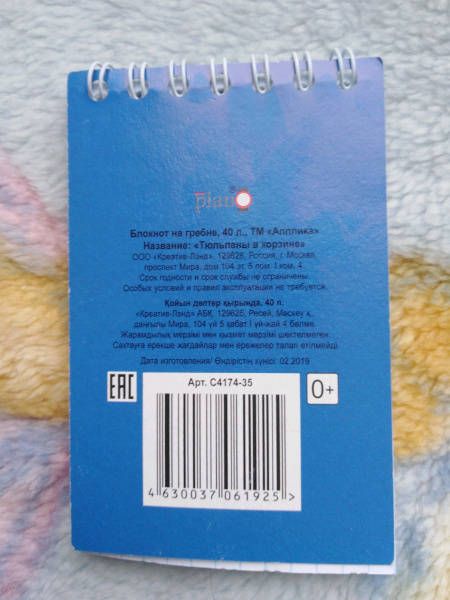 plano
Блокнот на гребне, 40 л., ТМ «Апплика»
Название: «Тюльпаны в корзине»
ООО «Креатив-Лэнд», 129626, Россия, г. Москва,
проспект Мира, дом 104,эт. 5 пом. I ком. 4.
Срок годности и срок службы не ограничены.
Особых условий и правил эксплуатации не требуется.
Қойын дәптер қырында, 40 л.
«Креатив-Лэнд» АБҚ, 129626, Ресей, Мәскеу қ.
даңғылы Мира, 104 үй 5 қабат I үйжай 4 бөлме.
Жарамдылық мерзімі мен қызмет мерзімі шектелмеген.
Сақтауға ерекше жағдайлар мен ережелер талап етілмейді.
Дата изготовления/ Өндірістің күнісі: 02.2019
EAC
Арт. С4174-35
0+
4 630037 061925 >